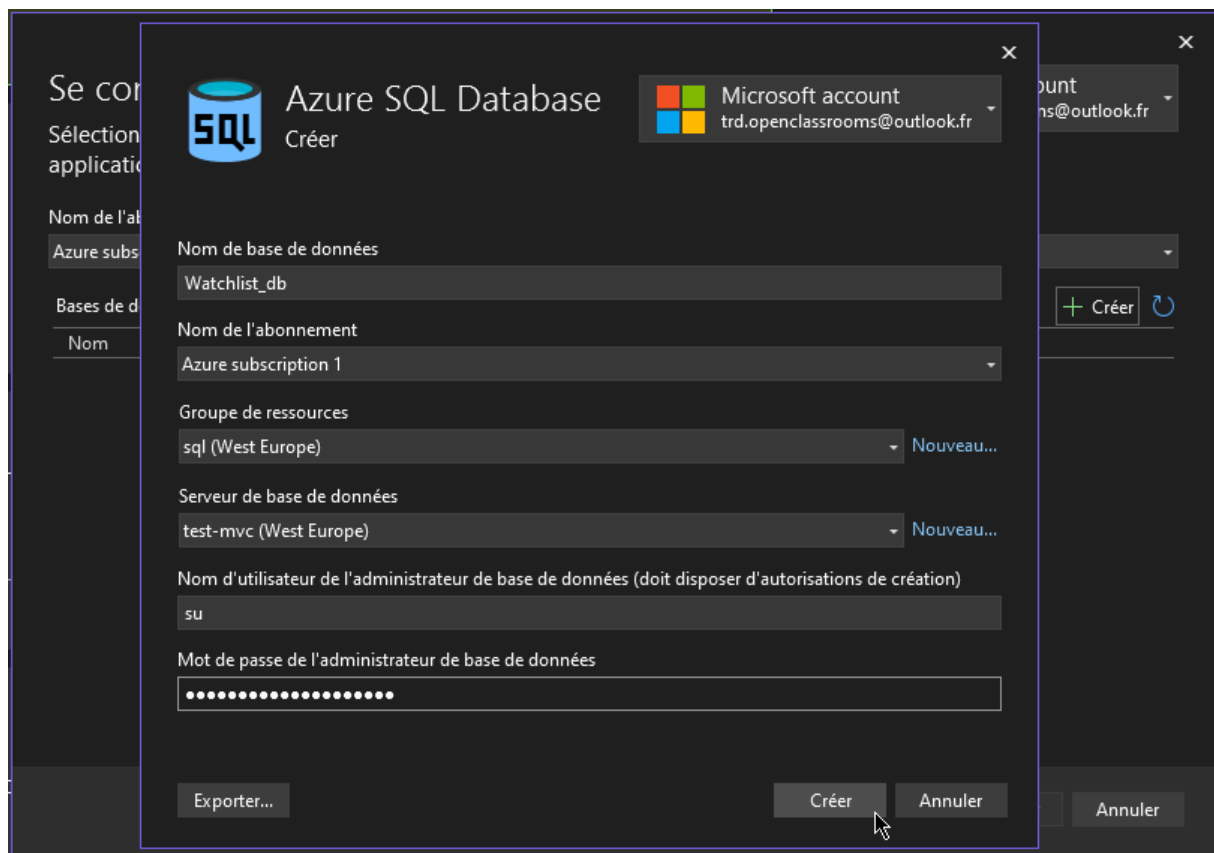 Se cor
Sélection
applicatio
Nom de l'ab
Azure subs
Bases de d
Nom
SQL
Azure SQL Database
Créer
Microsoft account
trd.openclassrooms@outlook.fr
Nom de base de données
Watchlist_db
Nom de l'abonnement
Azure subscription 1
Groupe de ressources
sql (West Europe)
Nouveau...
Serveur de base de données
test-mvc (West Europe)
Nouveau...
Nom d'utilisateur de l'administrateur de base de données (doit disposer d'autorisations de création)
su
Mot de passe de l'administrateur de base de données
Exporter...
Créer
Annuler
ount
ns@outlook.fr
Créer
Annuler